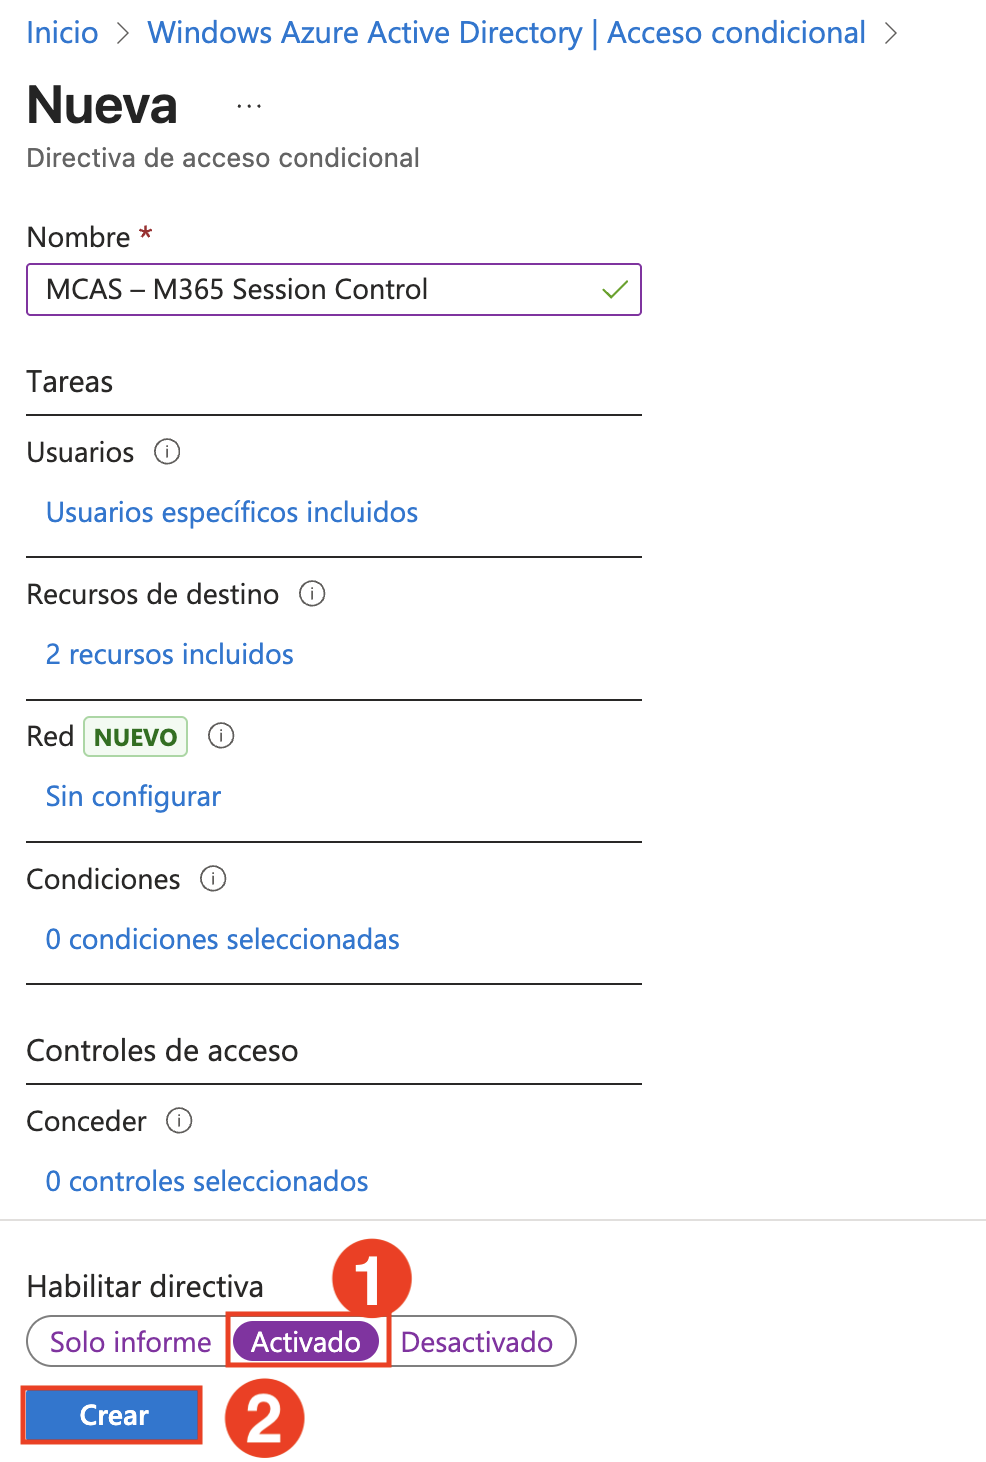 Inicio > Windows Azure Active Directory | Acceso condicional >
Nueva ...
Directiva de acceso condicional
Nombre *
MCAS – M365 Session Control
Tareas
Usuarios
Usuarios específicos incluidos
Recursos de destino
2 recursos incluidos
Red NUEVO
Sin configurar
Condiciones
0 condiciones seleccionadas
Controles de acceso
Conceder
0 controles seleccionados
1
Habilitar directiva
Solo informe Activado Desactivado
Crear 2